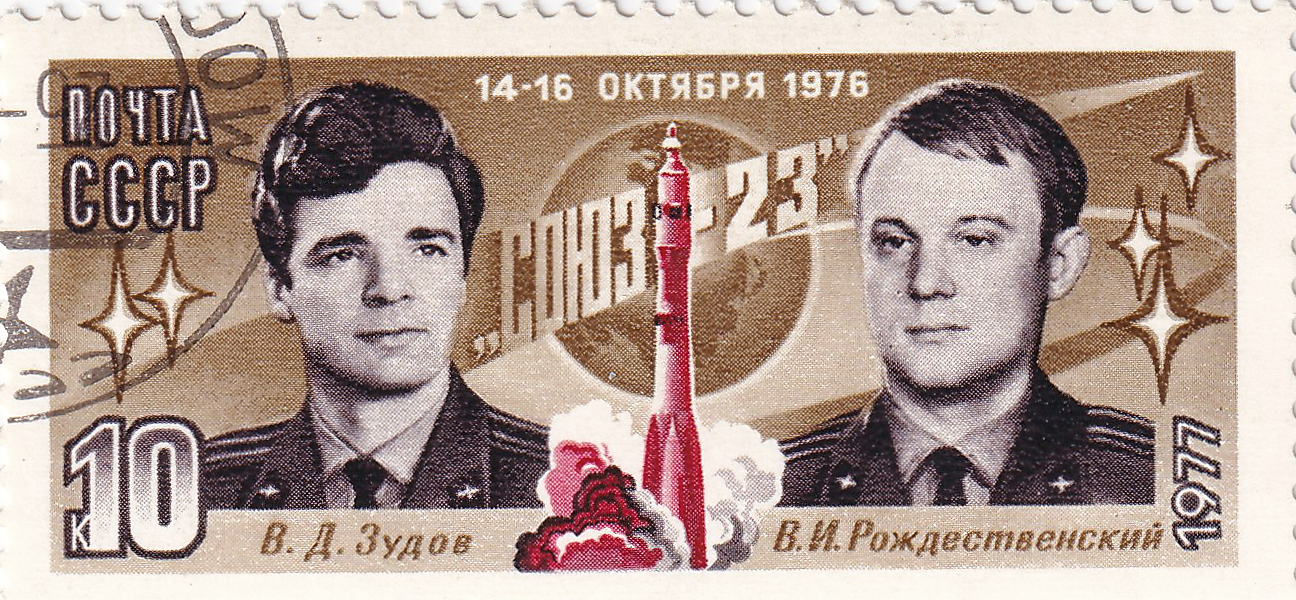 ПОЧТА
СССР
14-16 ОКТЯБРЯ 1976
„СОЮЗ-23”
10
К
В. Д. Зудов
В.И. Рождественский
1977